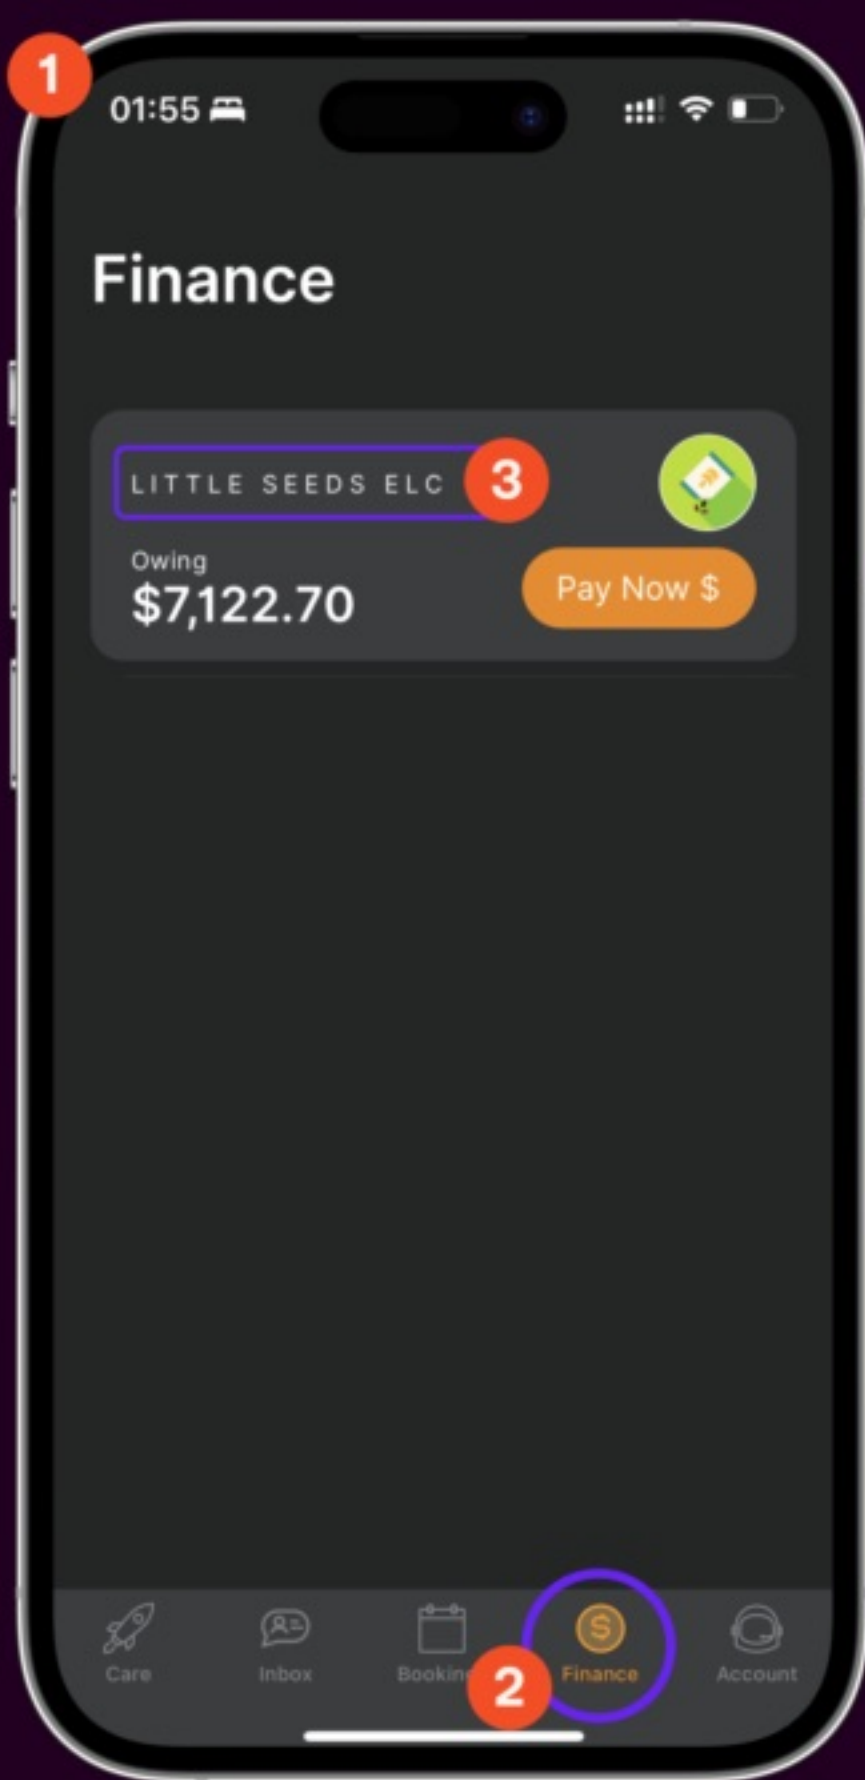 1
01:55
Finance
LITTLE SEEDS ELC
3
Owing
$7,122.70
Pay Now $
Care
Inbox
Bookin
2
Finance
Account